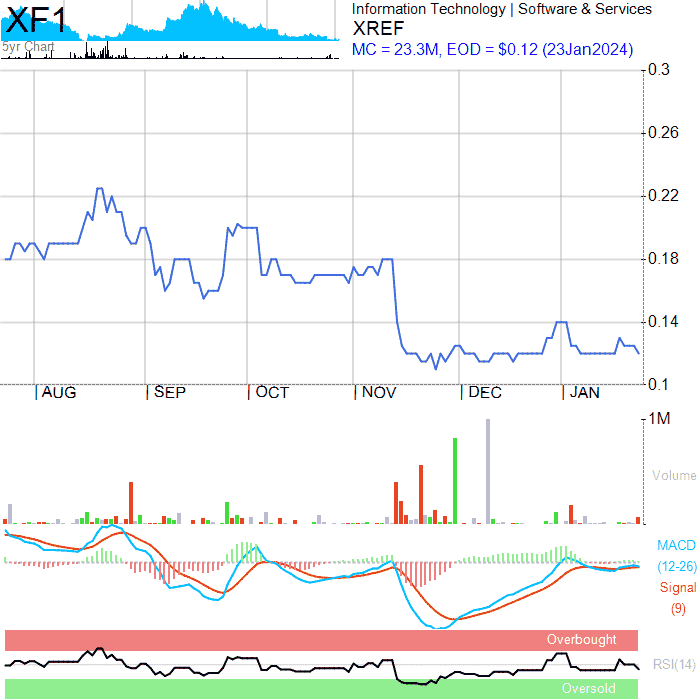 XF1
5yr Chart
Information Technology | Software & Services
XREF
MC = 23.3M, EOD = $0.12 (23Jan2024)
0.3
0.26
0.22
0.18
0.14
0.1
AUG
SEP
OCT
NOV
DEC
JAN
1M
Volume
MACD
(12-26)
Signal
(9)
Overbought
RSI(14)
Oversold